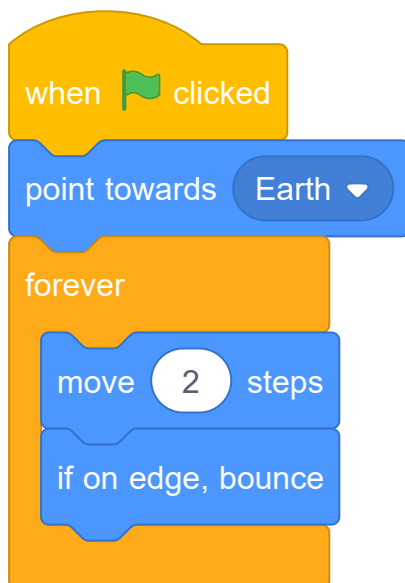 when clicked
point towards Earth
forever
move 2 steps
if on edge, bounce